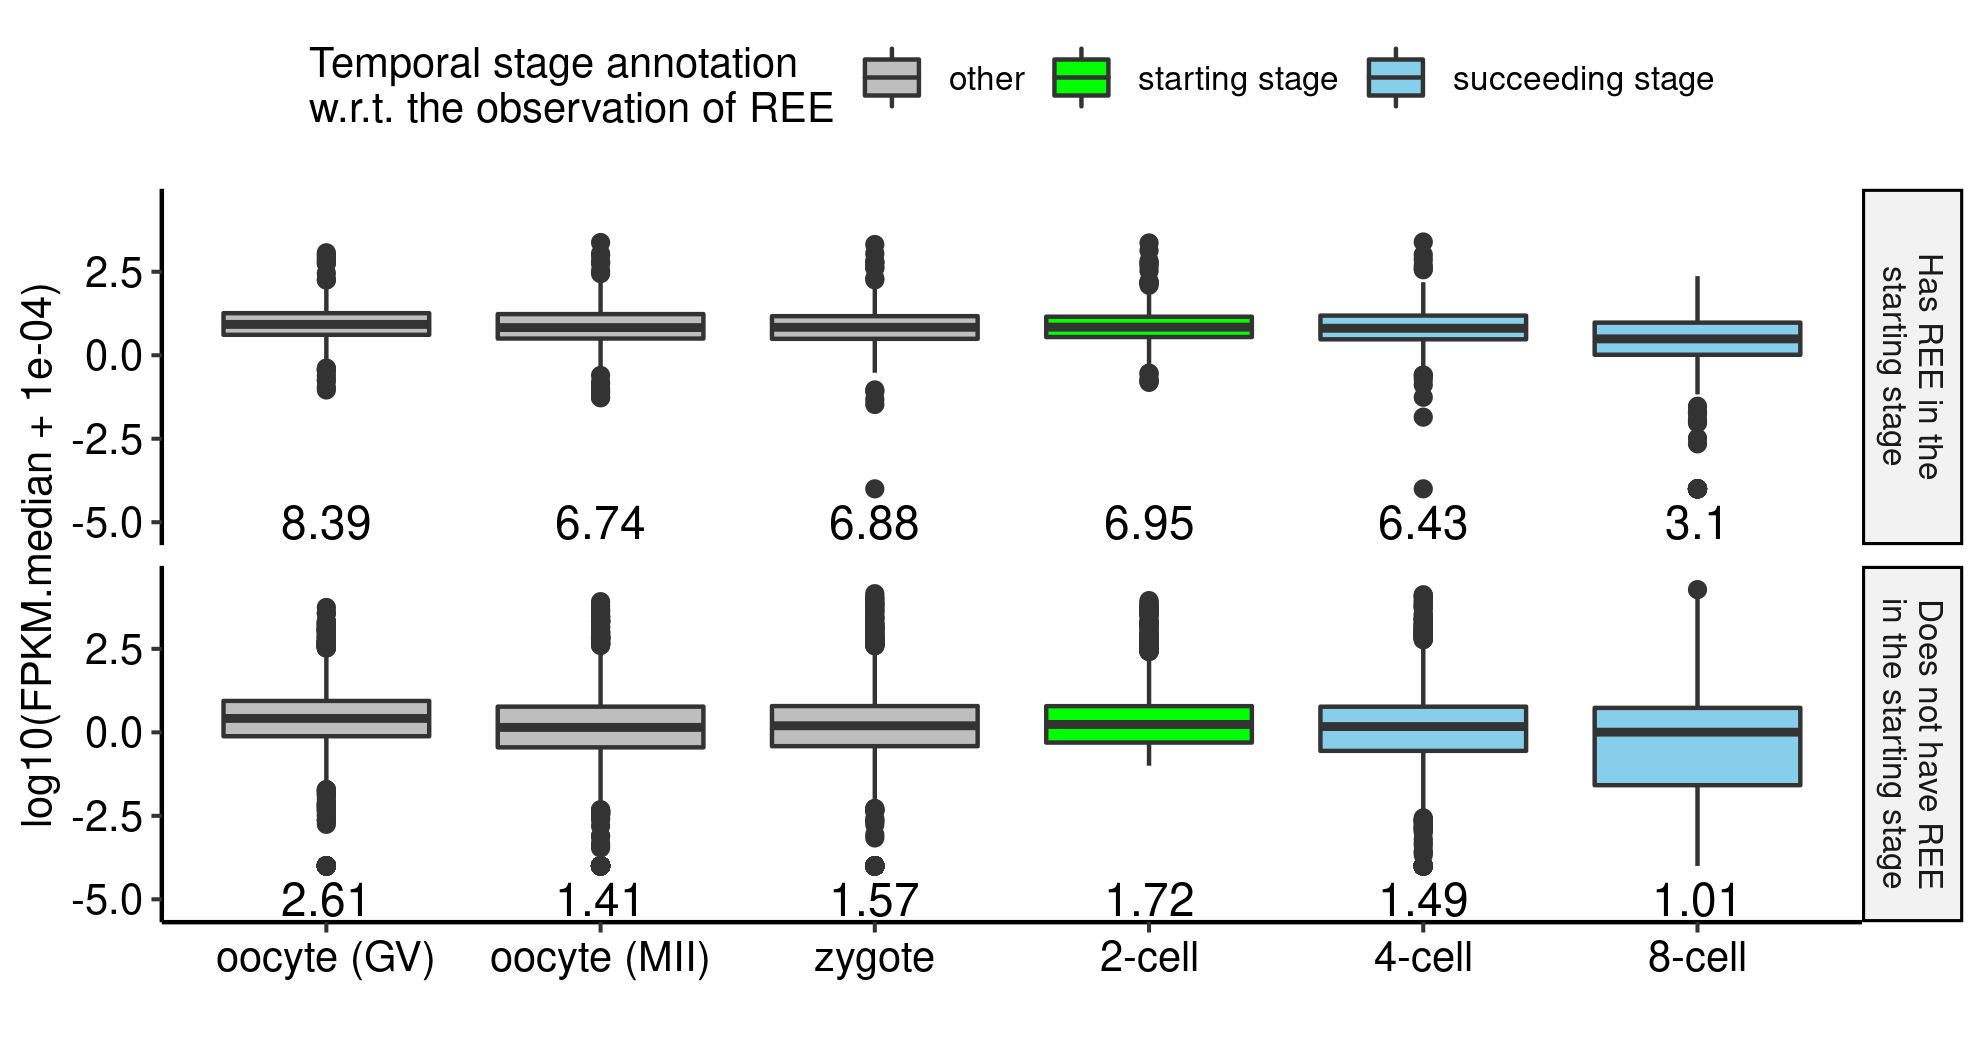 Temporal stage annotation
w.r.t. the observation of REE
other
starting stage
succeeding stage
log10(FPKM.median + 1e-04)
2.5
0.0
-2.5
-5.0
8.39
6.74
6.88
6.95
6.43
3.1
Has REE in the
starting stage
2.5
0.0
-2.5
-5.0
2.61
1.41
1.57
1.72
1.49
1.01
Does not have REE
in the starting stage
oocyte (GV)
oocyte (MII)
zygote
2-cell
4-cell
8-cell